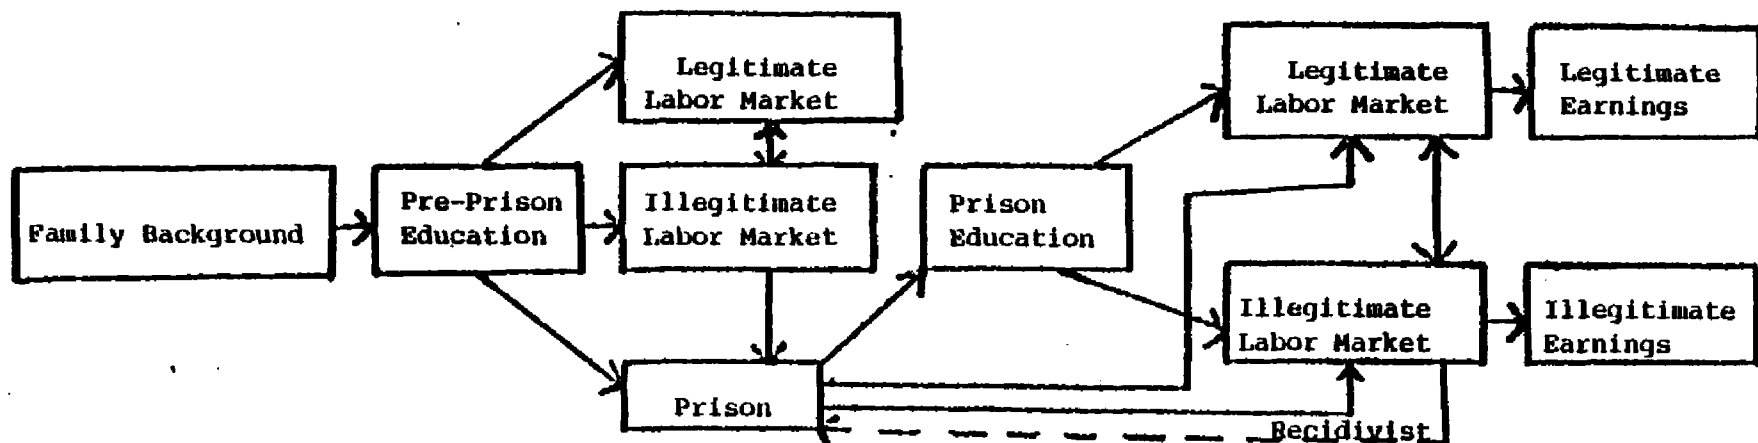 Legitimate
Labor Market
Legitimate
Labor Market
Legitimate
Earnings
Family Background
Pre-Prison
Education
Illegitimate
Labor Market
Prison
Education
Illegitimate
Labor Market
Illegitimate
Earnings
Prison
Recidivist